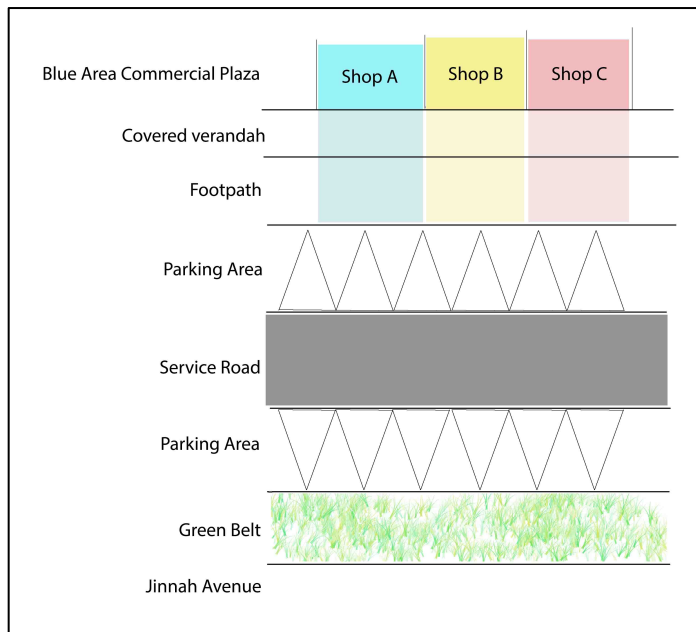 Blue Area Commercial Plaza
Shop A
Shop B
Shop C
Covered verandah
Footpath
Parking Area
Service Road
Parking Area
Green Belt
Jinnah Avenue